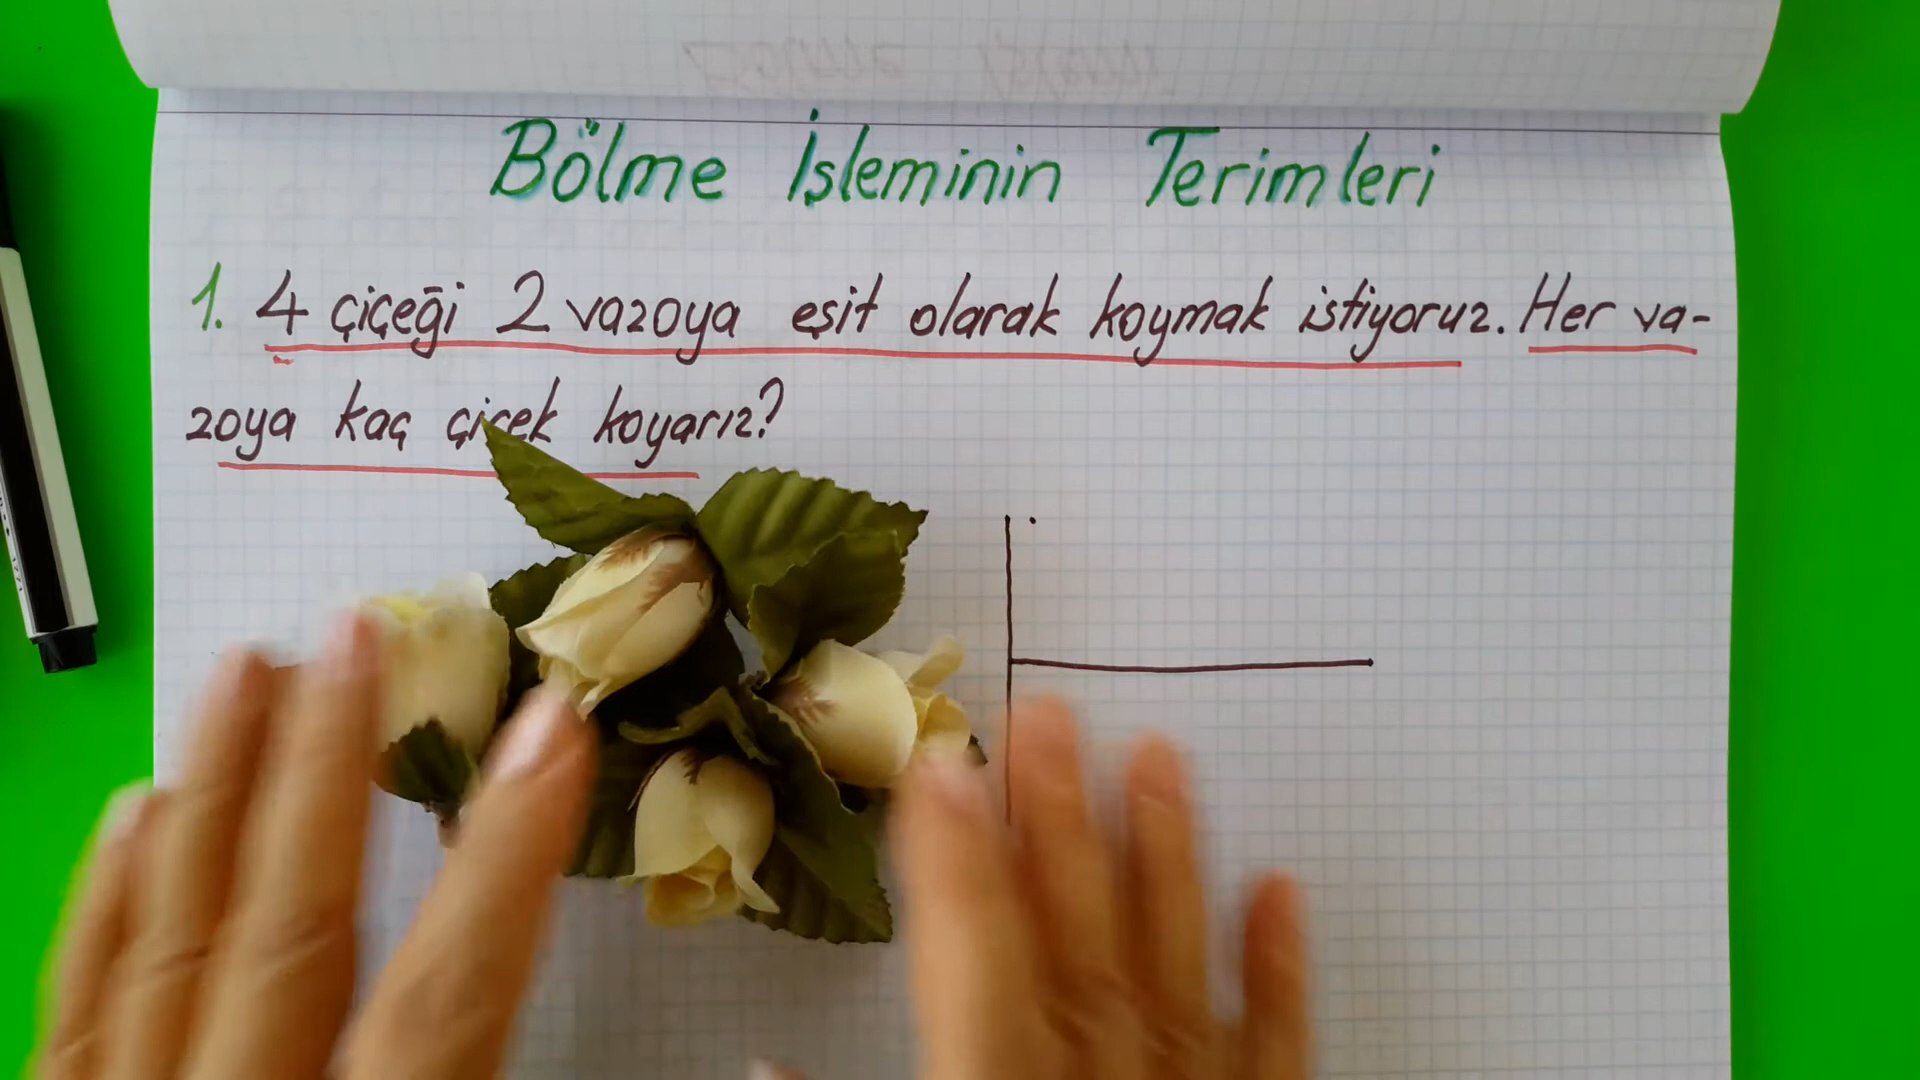 Bölme İşleminin Terimleri
1. 4 çiçeği 2 vazoya eşit olarak koymak istiyoruz. Her va-
zoya kaç çiçek koyarız?